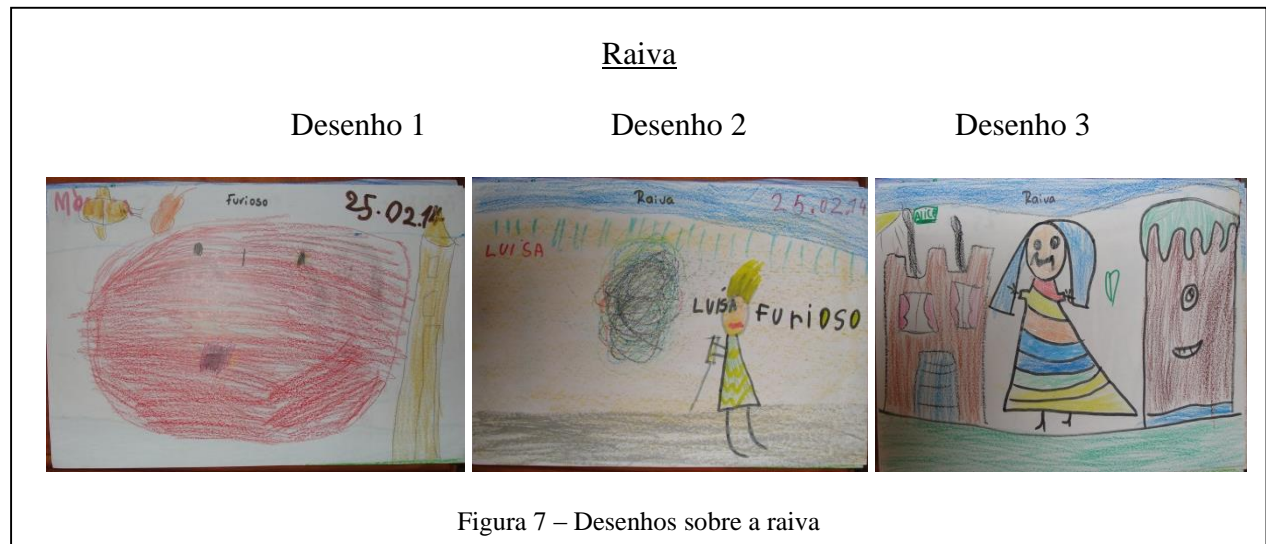 Raiva
Desenho 1 Desenho 2 Desenho 3
Furioso
25.02.14
Raiva
25.02.14
LUISA
LUÍSA FURIOSO
Raiva
Figura 7 – Desenhos sobre a raiva